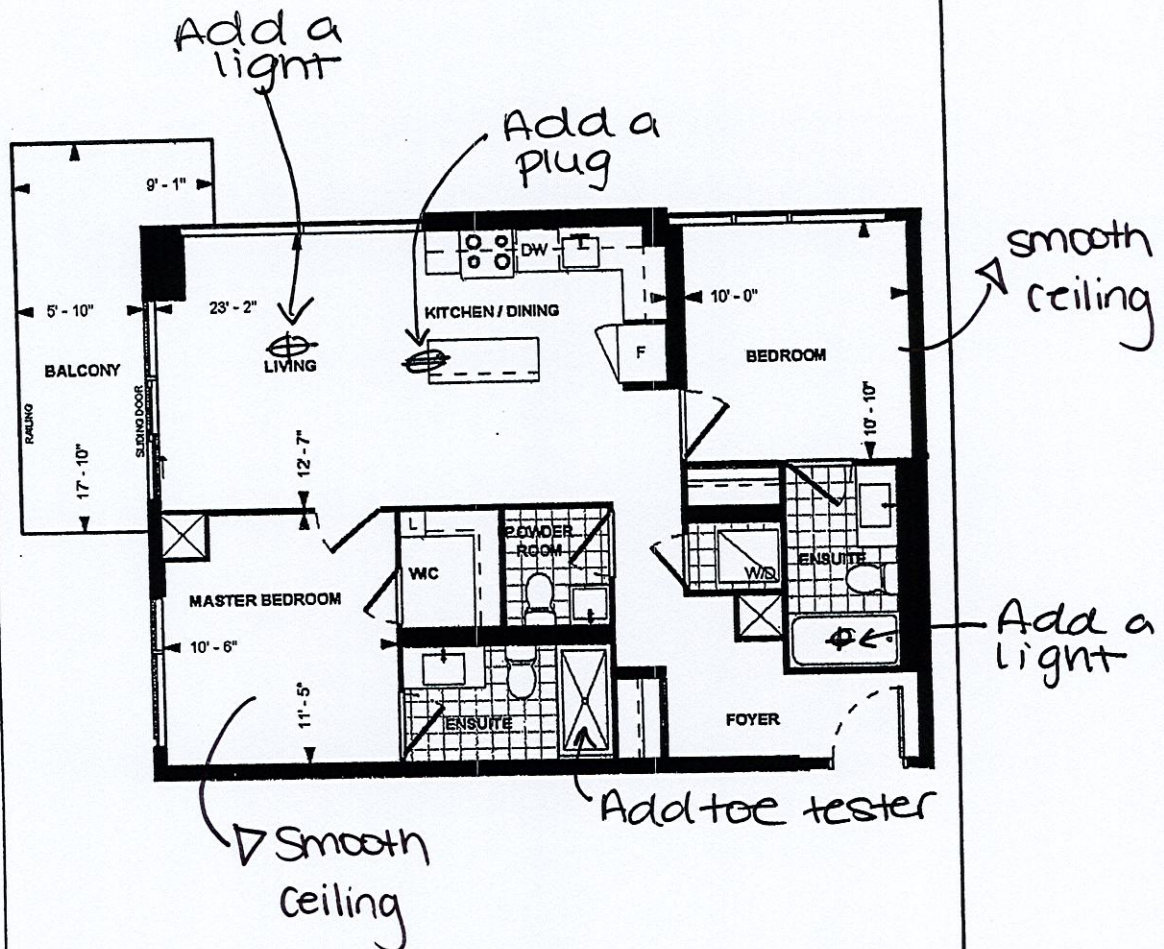 Add a
light
Add a
plug
9' - 1"
DW
smooth
ceiling
5' - 10"
23' - 2"
KITCHEN / DINING
10' - 0"
BALCONY
LIVING
F
BEDROOM
RAILING
SLIDING DOOR
17' - 10"
12' - 7"
10' - 10"
L
POWDER
ROOM
WIC
W/D
ENSUITE
MASTER BEDROOM
10' - 6"
Add a
light
11' - 5"
ENSUITE
FOYER
Add toe tester
Smooth
ceiling